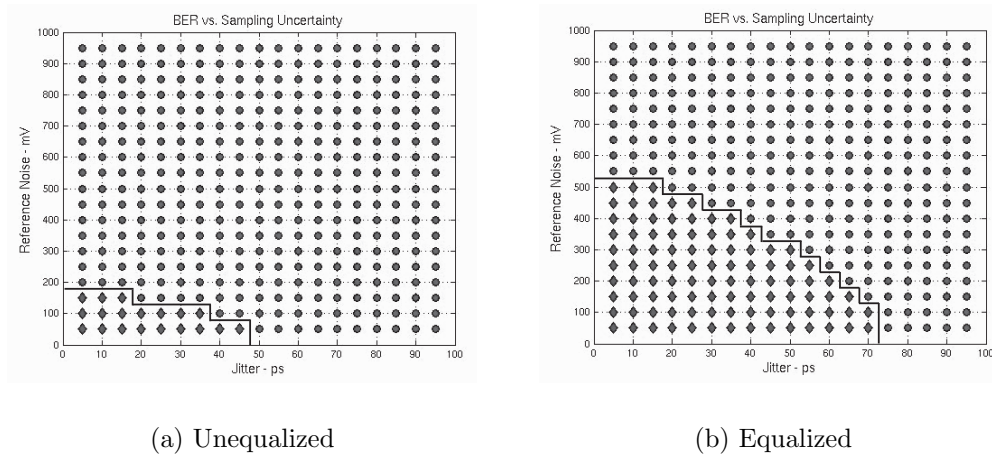 BER vs. Sampling Uncertainty
1000
900
800
700
600
500
400
300
200
100
0
Reference Noise - mV
0 10 20 30 40 50 60 70 80 90 100
Jitter - ps
(a) Unequalized
BER vs. Sampling Uncertainty
1000
900
800
700
600
500
400
300
200
100
0
Reference Noise - mV
0 10 20 30 40 50 60 70 80 90 100
Jitter - ps
(b) Equalized